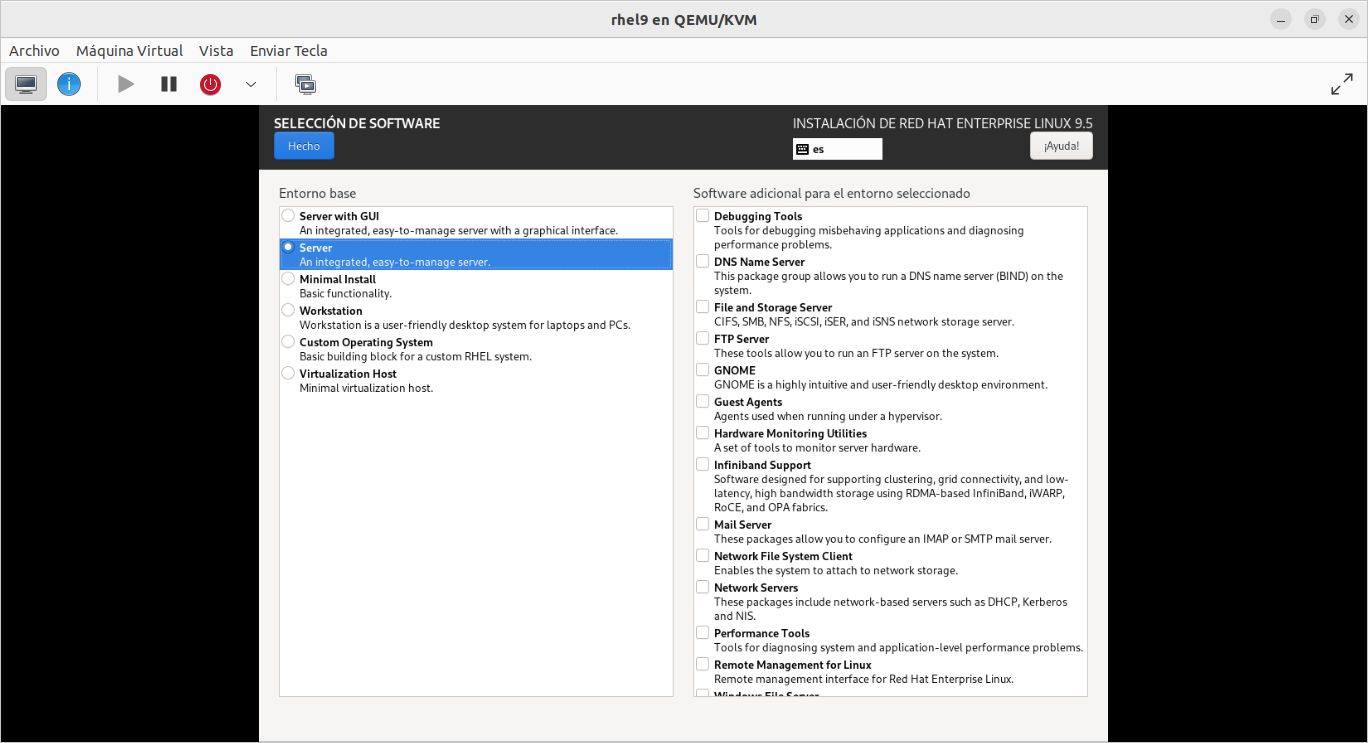 rhel9 en QEMU/KVM
Archivo Máquina Virtual Vista Enviar Tecla
SELECCIÓN DE SOFTWARE
Hecho
INSTALACIÓN DE RED HAT ENTERPRISE LINUX 9.5
es
¡Ayuda!
Entorno base
Server with GUI
An integrated, easy-to-manage server with a graphical interface.
Server
An integrated, easy-to-manage server.
Minimal Install
Basic functionality.
Workstation
Workstation is a user-friendly desktop system for laptops and PCs.
Custom Operating System
Basic building block for a custom RHEL system.
Virtualization Host
Minimal virtualization host.
Software adicional para el entorno seleccionado
Debugging Tools
Tools for debugging misbehaving applications and diagnosing
performance problems.
DNS Name Server
This package group allows you to run a DNS name server (BIND) on the
system.
File and Storage Server
CIFS, SMB, NFS, iSCSI, iSER, and iSNS network storage server.
FTP Server
These tools allow you to run an FTP server on the system.
GNOME
GNOME is a highly intuitive and user-friendly desktop environment.
Guest Agents
Agents used when running under a hypervisor.
Hardware Monitoring Utilities
A set of tools to monitor server hardware.
Infiniband Support
Software designed for supporting clustering, grid connectivity, and low-
latency, high bandwidth storage using RDMA-based InfiniBand, iWARP,
RoCE, and OPA fabrics.
Mail Server
These packages allow you to configure an IMAP or SMTP mail server.
Network File System Client
Enables the system to attach to network storage.
Network Servers
These packages include network-based servers such as DHCP, Kerberos
and NIS.
Performance Tools
Tools for diagnosing system and application-level performance problems.
Remote Management for Linux
Remote management interface for Red Hat Enterprise Linux.
Windows File Server